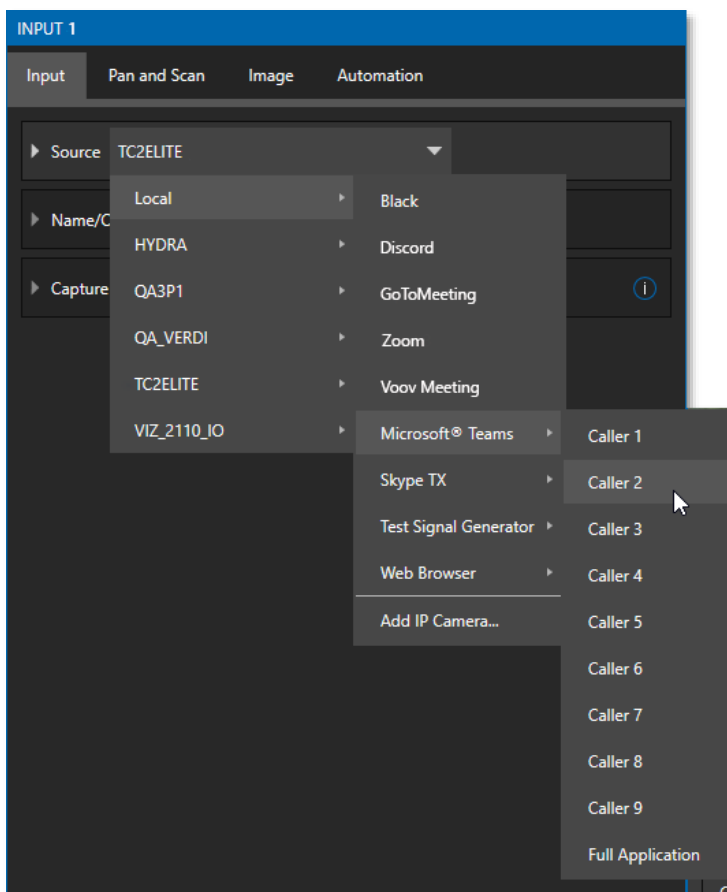 INPUT 1
Input Pan and Scan Image Automation
Source TC2ELITE
Name/C
Capture
Local
HYDRA
QA3P1
QA_VERDI
TC2ELITE
VIZ_2110_IO
Black
Discord
GoToMeeting
Zoom
Voov Meeting
Microsoft® Teams
Skype TX
Test Signal Generator
Web Browser
Add IP Camera...
Caller 1
Caller 2
Caller 3
Caller 4
Caller 5
Caller 6
Caller 7
Caller 8
Caller 9
Full Application